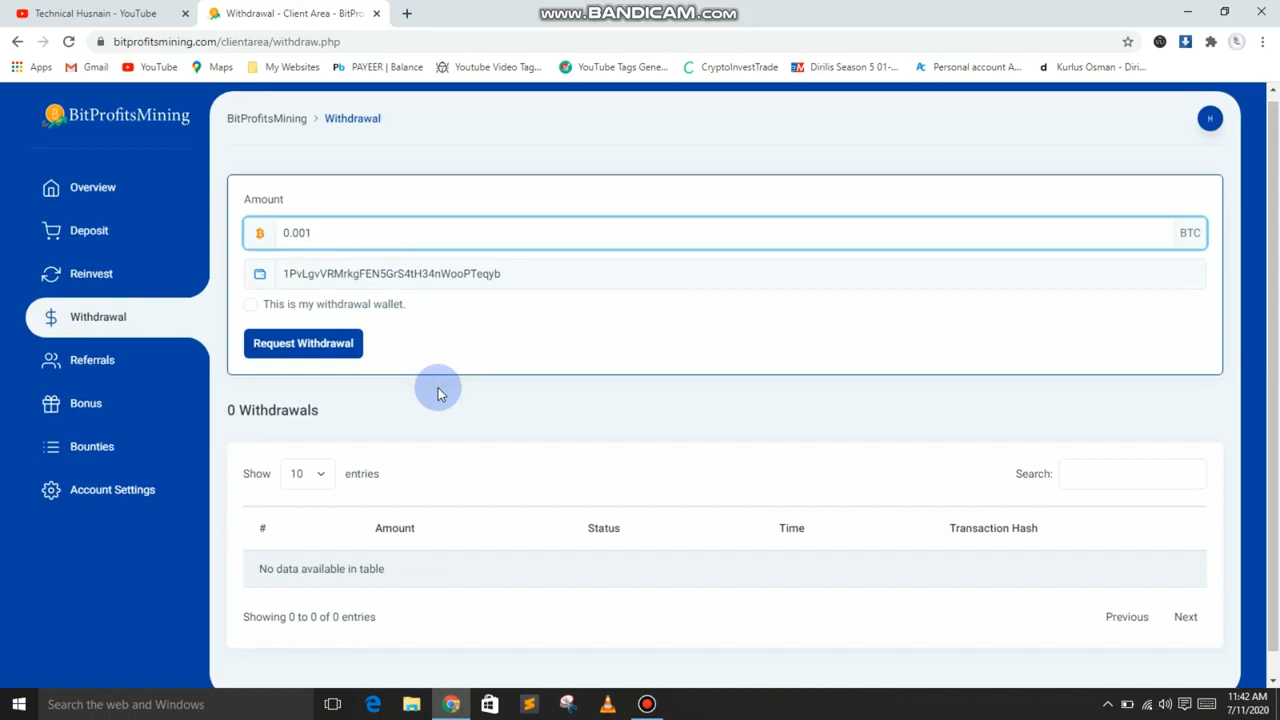 Technical Husnain - YouTube
Withdrawal - Client Area - BitPro
www.BANDICAM.com
bitprofitsmining.com/clientarea/withdraw.php
Apps
Gmail
YouTube
Maps
My Websites
PAYEER | Balance
Youtube Video Tag...
YouTube Tags Gene...
CryptoInvestTrade
Dirilis Season 5 01-...
Personal account A...
Kurlus Osman - Diri...
BitProfitsMining
BitProfitsMining > Withdrawal
H
Overview
Deposit
Reinvest
Withdrawal
Referrals
Bonus
Bounties
Account Settings
Amount
0.001
BTC
1PvLgvVRMrkgFEN5GrS4tH34nWooPTeqyb
This is my withdrawal wallet.
Request Withdrawal
0 Withdrawals
Show 10 entries
Search:
# Amount Status Time Transaction Hash
No data available in table
Showing 0 to 0 of 0 entries
Previous Next
Search the web and Windows
11:42 AM
7/11/2020